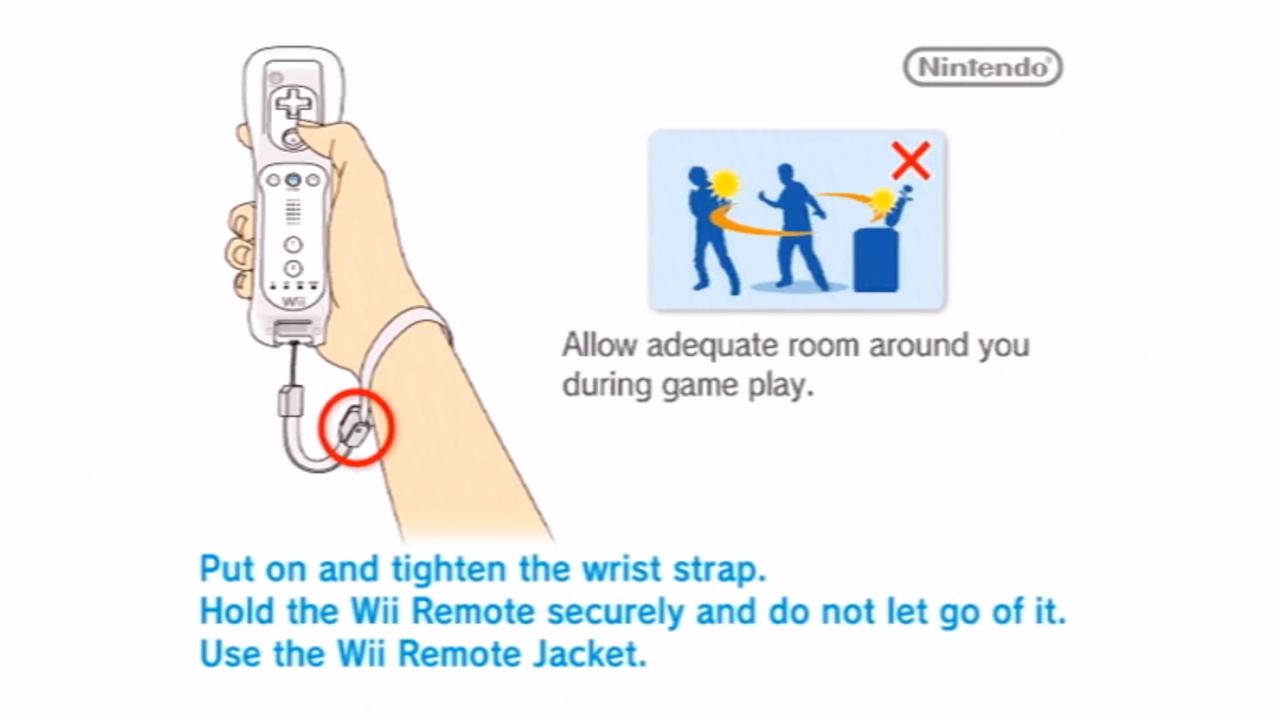 Nintendo®
Wii
Allow adequate room around you
during game play.
Put on and tighten the wrist strap.
Hold the Wii Remote securely and do not let go of it.
Use the Wii Remote Jacket.